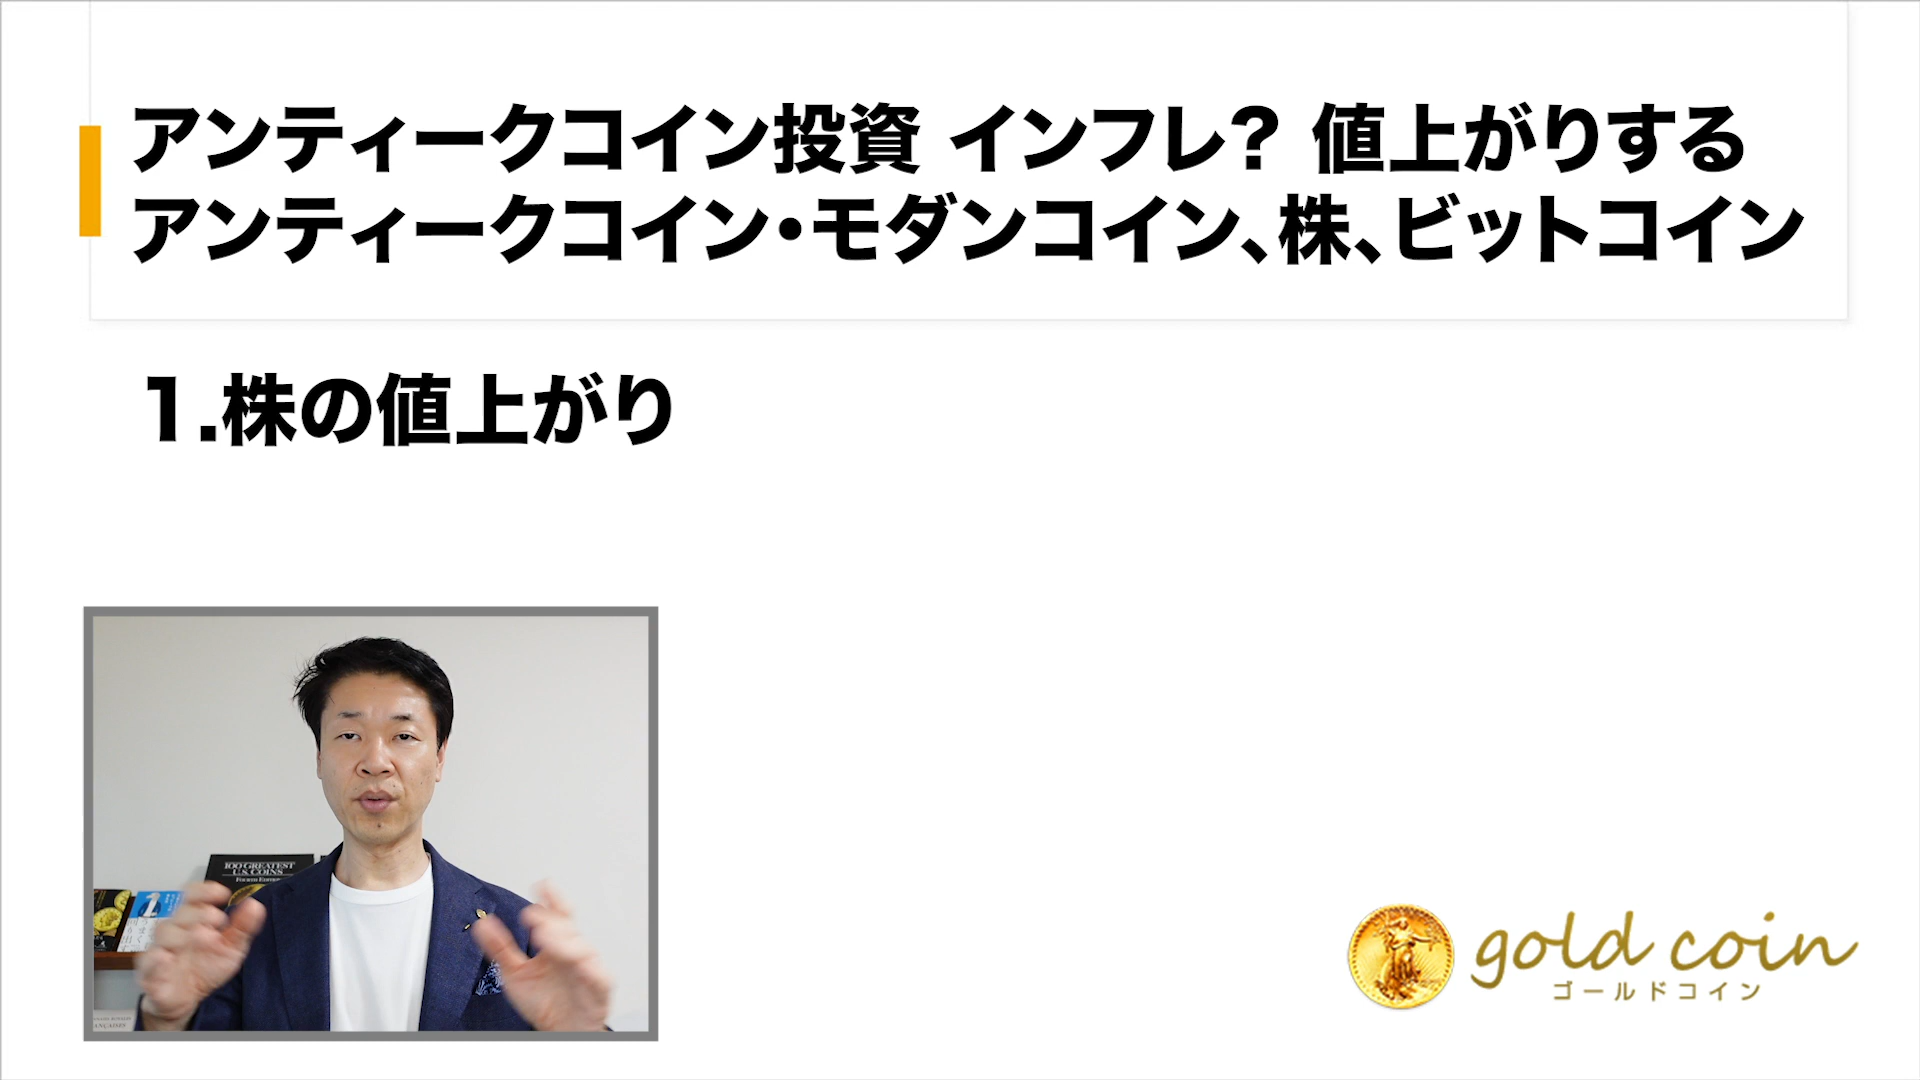 アンティークコイン投資 インフレ? 値上がりする
アンティークコイン・モダンコイン、株、ビットコイン
1.株の値上がり
100 GREATEST
U.S. COINS
FOURTH EDITION
gold coin
ゴールドコイン